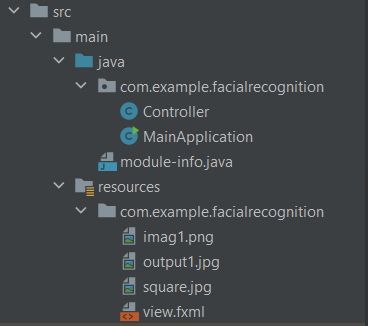 src
main
java
com.example.facialrecognition
Controller
MainApplication
module-info.java
resources
com.example.facialrecognition
imag1.png
output1.jpg
square.jpg
view.fxml